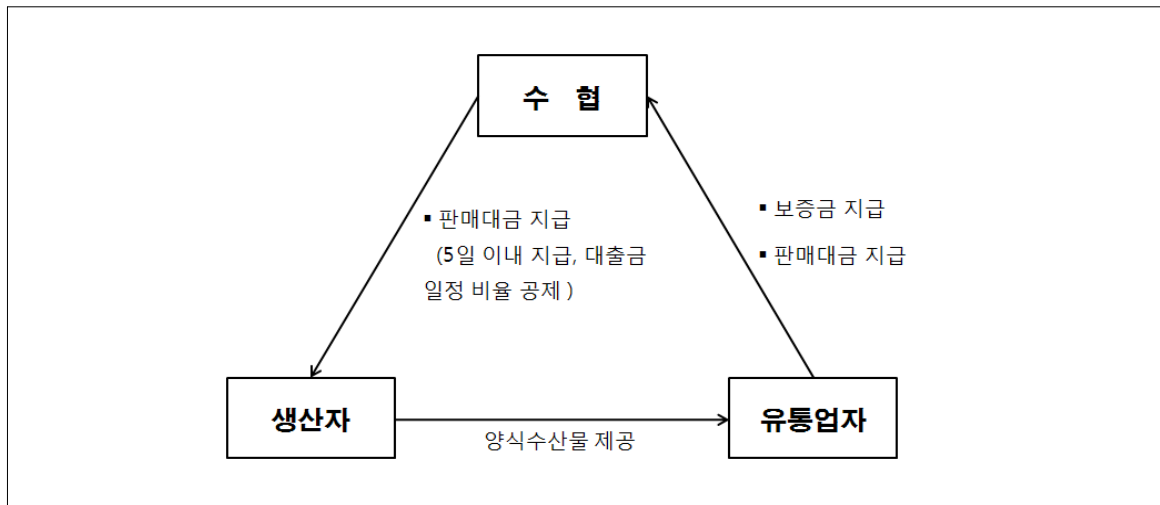 수 협
▪ 판매대금 지급
(5일 이내 지급, 대출금
일정 비율 공제 )
▪ 보증금 지급
▪ 판매대금 지급
생산자
양식수산물 제공
유통업자